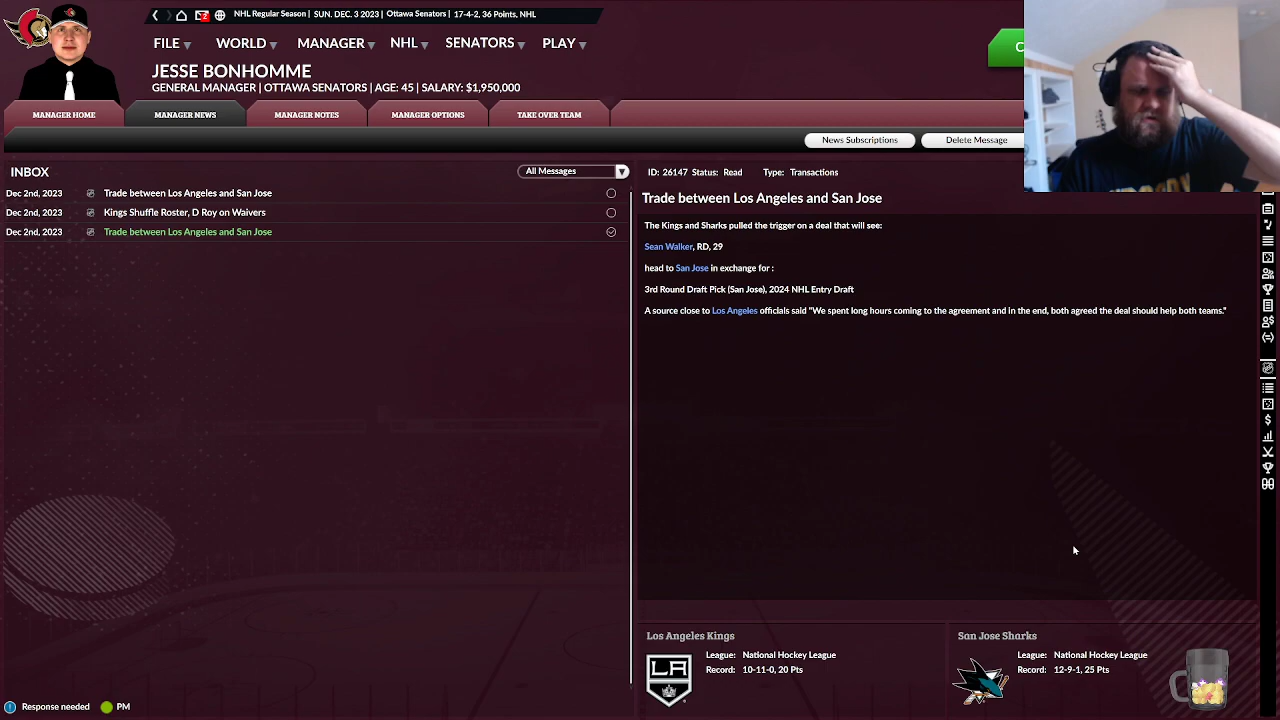 NHL Regular Season | SUN. DEC. 3 2023 | Ottawa Senators | 17-4-2, 36 Points, NHL
2
FILE WORLD MANAGER NHL SENATORS PLAY
JESSE BONHOMME
GENERAL MANAGER | OTTAWA SENATORS | AGE: 45 | SALARY: $1,950,000
MANAGER HOME MANAGER NEWS MANAGER NOTES MANAGER OPTIONS TAKE OVER TEAM
News Subscriptions Delete Message
INBOX All Messages
Dec 2nd, 2023 Trade between Los Angeles and San Jose
Dec 2nd, 2023 Kings Shuffle Roster, D Roy on Waivers
Dec 2nd, 2023 Trade between Los Angeles and San Jose
ID: 26147 Status: Read Type: Transactions
Trade between Los Angeles and San Jose
The Kings and Sharks pulled the trigger on a deal that will see:
Sean Walker, RD, 29
head to San Jose in exchange for :
3rd Round Draft Pick (San Jose), 2024 NHL Entry Draft
A source close to Los Angeles officials said "We spent long hours coming to the agreement and in the end, both agreed the deal should help both teams."
Los Angeles Kings
League: National Hockey League
Record: 10-11-0, 20 Pts
LA
San Jose Sharks
League: National Hockey League
Record: 12-9-1, 25 Pts
Response needed PM